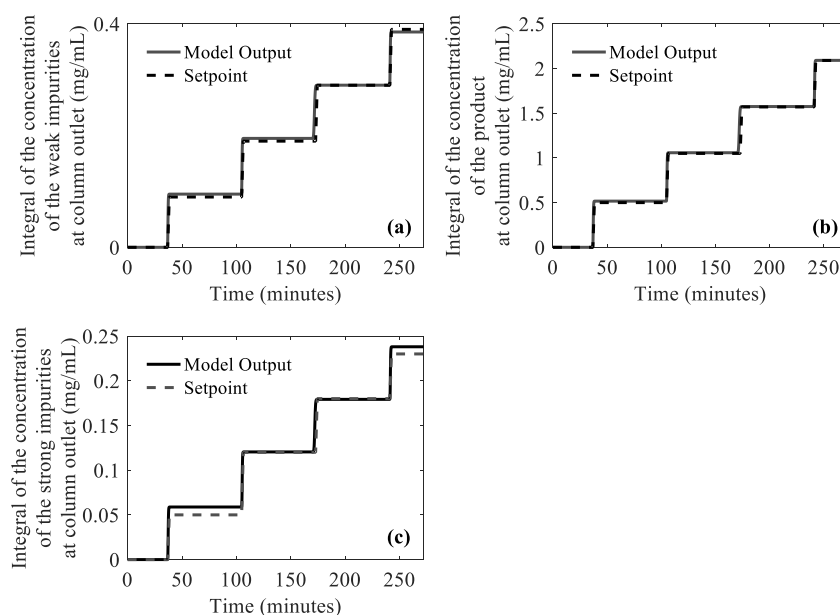 Integral of the concentration
of the weak impurities
at column outlet (mg/mL)
0.4
0
Model Output
Setpoint
(a)
0 50 100 150 200 250
Time (minutes)
Integral of the concentration
of the product
at column outlet (mg/mL)
2.5
2
1.5
1
0.5
0
Model Output
Setpoint
(b)
0 50 100 150 200 250
Time (minutes)
Integral of the concentration
of the strong impurities
at column outlet (mg/mL)
0.25
0.2
0.15
0.1
0.05
0
Model Output
Setpoint
(c)
0 50 100 150 200 250
Time (minutes)